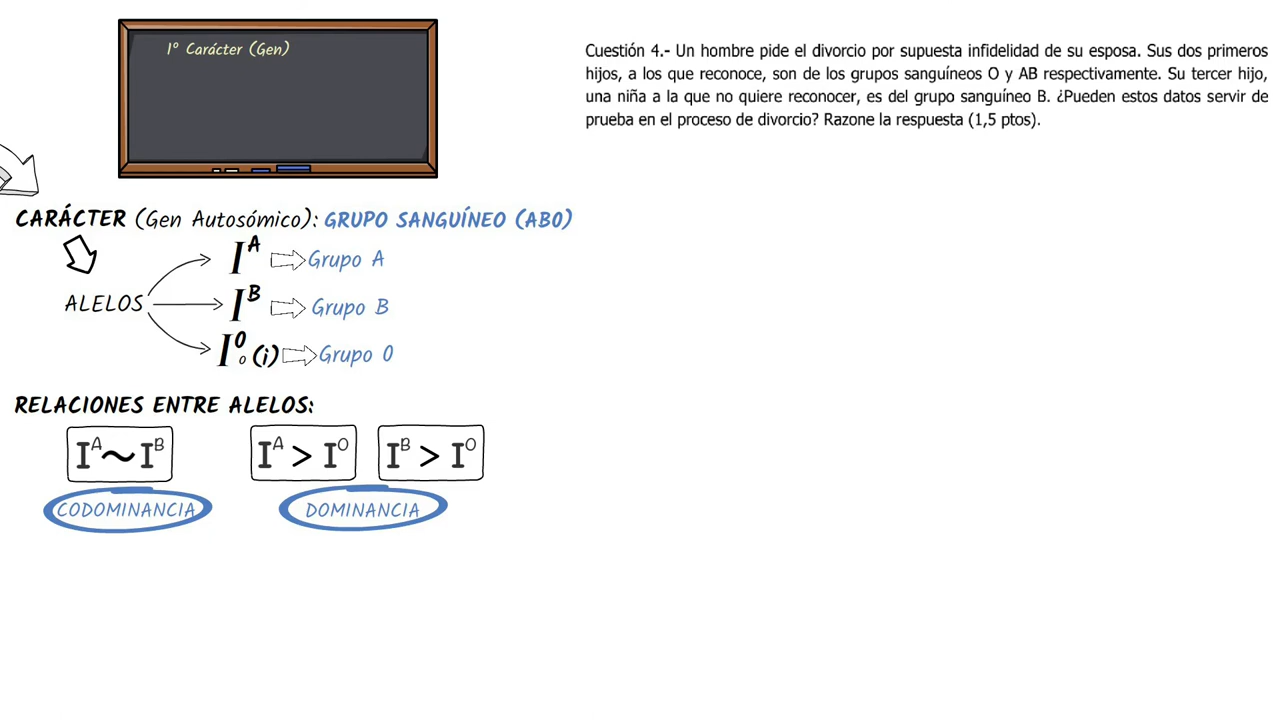 1º Carácter (Gen)
Cuestión 4.- Un hombre pide el divorcio por supuesta infidelidad de su esposa. Sus dos primeros
hijos, a los que reconoce, son de los grupos sanguíneos O y AB respectivamente. Su tercer hijo,
una niña a la que no quiere reconocer, es del grupo sanguíneo B. ¿Pueden estos datos servir de
prueba en el proceso de divorcio? Razone la respuesta (1,5 ptos).
CARÁCTER (Gen Autosómico): GRUPO SANGUÍNEO (AB0)
I^A Grupo A
ALELOS I^B Grupo B
I^0 o (i) Grupo 0
RELACIONES ENTRE ALELOS:
I^A ~ I^B I^A > I^O I^B > I^O
CODOMINANCIA DOMINANCIA